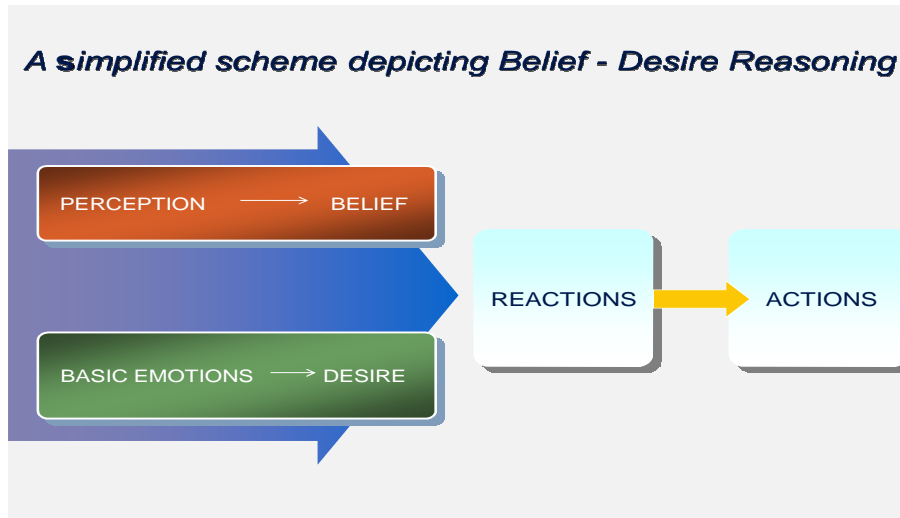 A simplified scheme depicting Belief - Desire Reasoning
PERCEPTION BELIEF
REACTIONS ACTIONS
BASIC EMOTIONS DESIRE